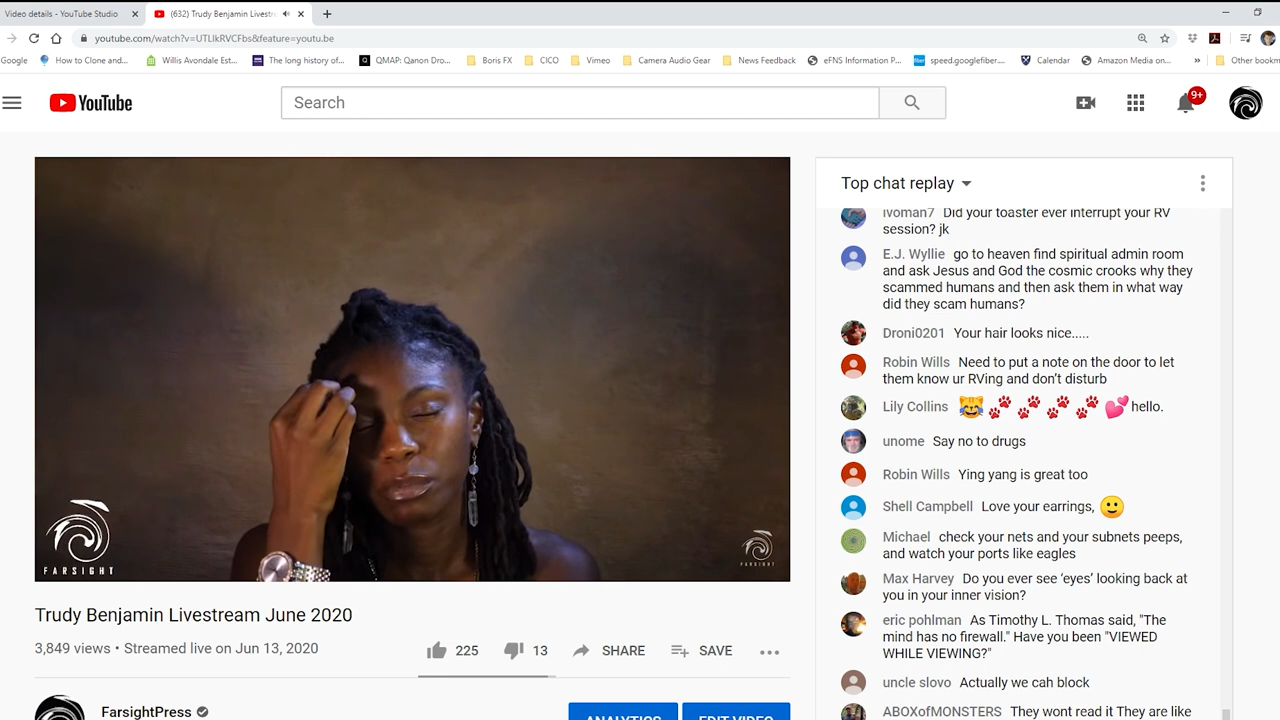 Video details - YouTube Studio
(632) Trudy Benjamin Livestre
youtube.com/watch?v=UTLIkRVCFbs&feature=youtu.be
Google
How to Clone and...
Willis Avondale Est...
The long history of...
QMAP: Qanon Dro...
Boris FX
CICO
Vimeo
Camera Audio Gear
News Feedback
eFNS Information P...
speed.googlefiber....
Calendar
Amazon Media on...
»
Other bookm
YouTube
Search
9+
Top chat replay
ivoman7 Did your toaster ever interrupt your RV
session? jk
E.J. Wyllie go to heaven find spiritual admin room
and ask Jesus and God the cosmic crooks why they
scammed humans and then ask them in what way
did they scam humans?
Droni0201 Your hair looks nice.....
Robin Wills Need to put a note on the door to let
them know ur RVing and don't disturb
Lily Collins 😹🐾🐾🐾🐾💕hello.
unome Say no to drugs
Robin Wills Ying yang is great too
Shell Campbell Love your earrings, 🙂
Michael check your nets and your subnets peeps,
and watch your ports like eagles
Max Harvey Do you ever see ‘eyes’ looking back at
you in your inner vision?
eric pohlman As Timothy L. Thomas said, "The
mind has no firewall." Have you been "VIEWED
WHILE VIEWING?"
uncle slovo Actually we cah block
ABOXofMONSTERS They wont read it They are like
FARSIGHT
FARSIGHT
Trudy Benjamin Livestream June 2020
3,849 views • Streamed live on Jun 13, 2020
225
13
SHARE
SAVE
FarsightPress
ANALYTICS
EDIT VIDEO